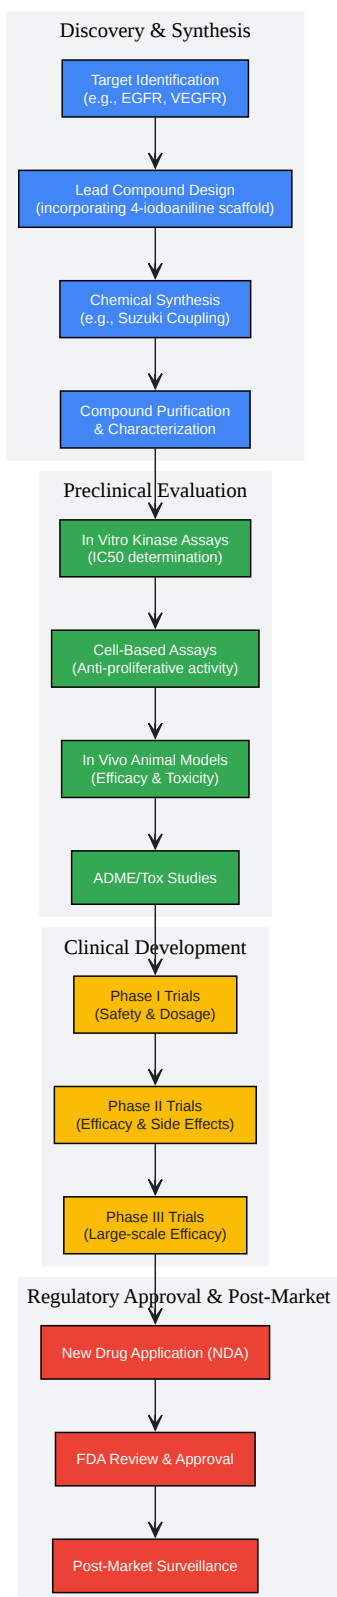 Discovery & Synthesis
Target Identification
(e.g., EGFR, VEGFR)
Lead Compound Design
(incorporating 4-iodoaniline scaffold)
Chemical Synthesis
(e.g., Suzuki Coupling)
Compound Purification
& Characterization
Preclinical Evaluation
In Vitro Kinase Assays
(IC50 determination)
Cell-Based Assays
(Anti-proliferative activity)
In Vivo Animal Models
(Efficacy & Toxicity)
ADME/Tox Studies
Clinical Development
Phase I Trials
(Safety & Dosage)
Phase II Trials
(Efficacy & Side Effects)
Phase III Trials
(Large-scale Efficacy)
Regulatory Approval & Post-Market
New Drug Application (NDA)
FDA Review & Approval
Post-Market Surveillance